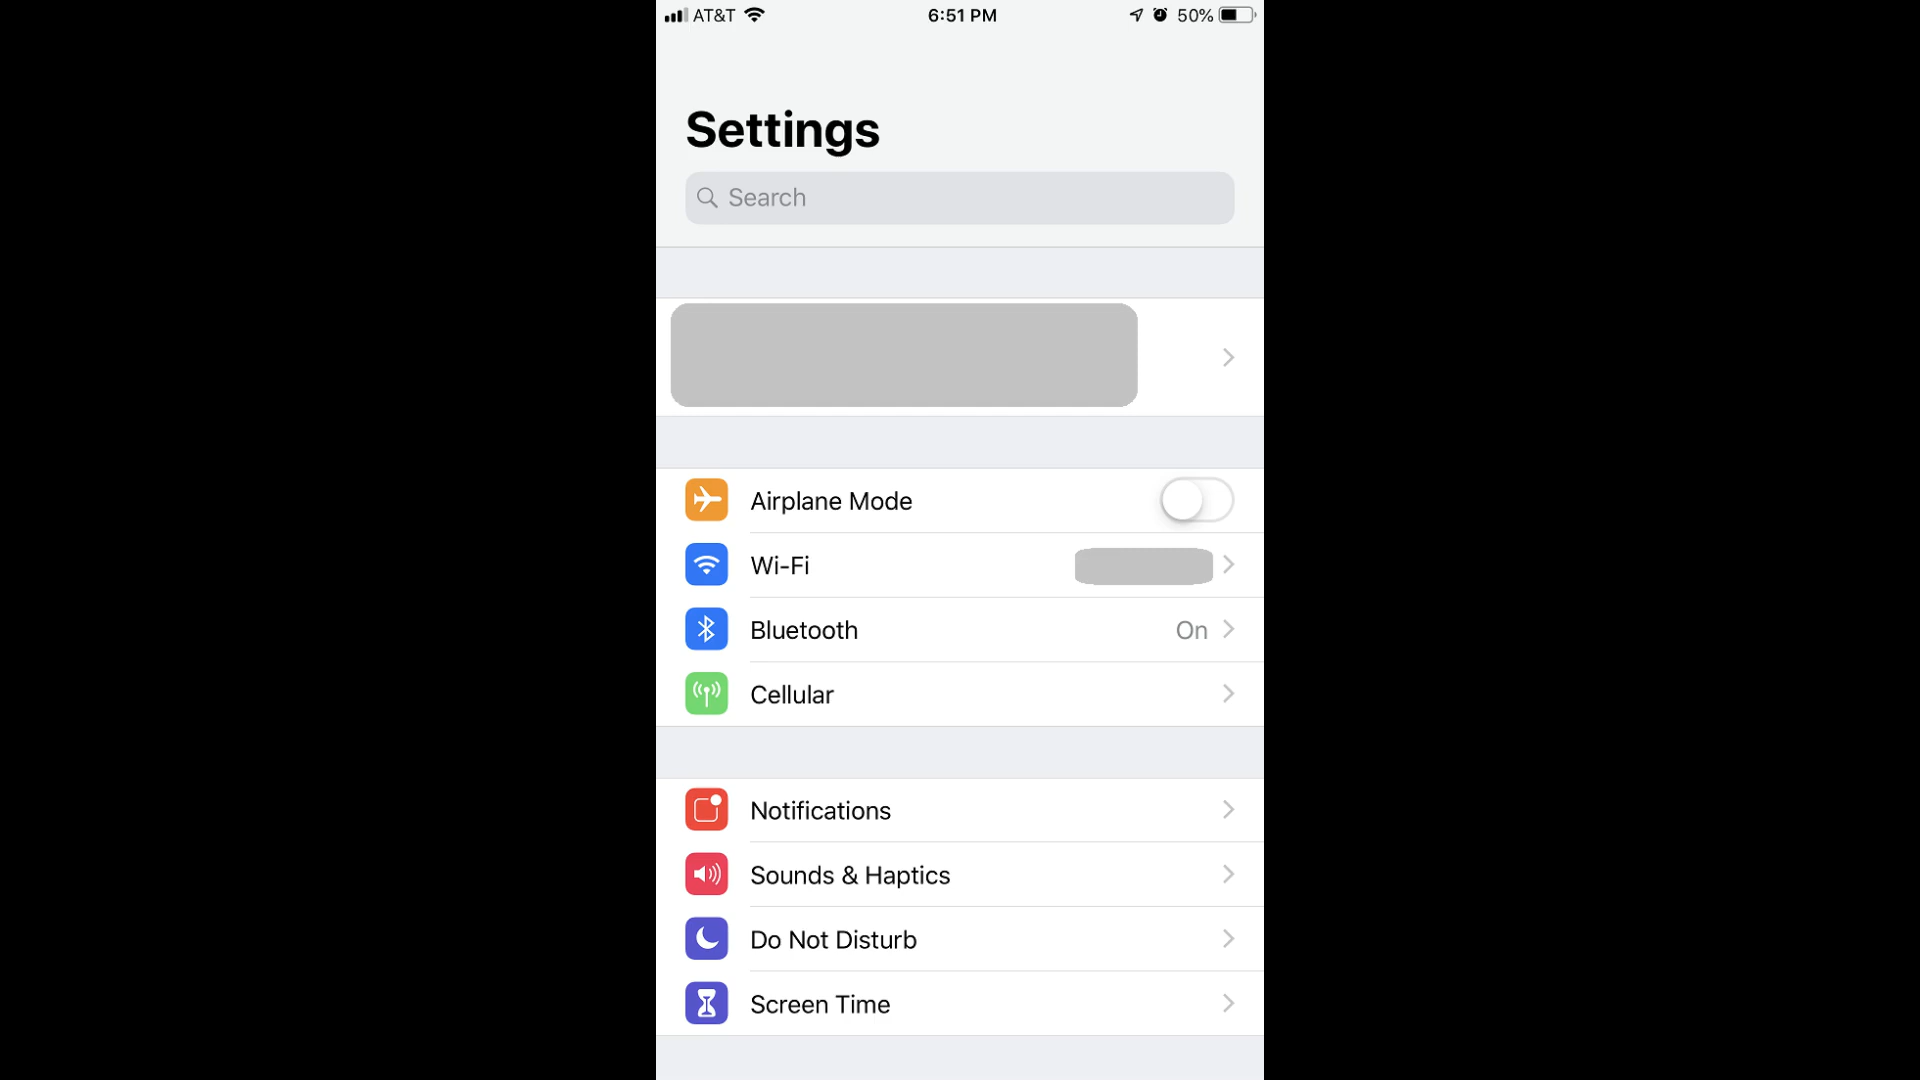 AT&T 6:51 PM 50%
Settings
Search
Airplane Mode
Wi-Fi
Bluetooth On
Cellular
Notifications
Sounds & Haptics
Do Not Disturb
Screen Time